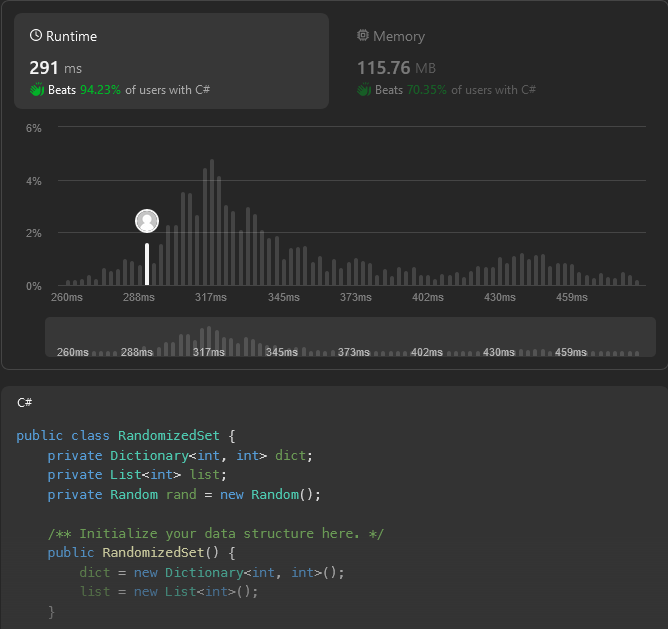 Runtime
Memory
291 ms
115.76 MB
Beats 94.23% of users with C#
Beats 70.35% of users with C#
6%
4%
2%
0%
260ms 288ms 317ms 345ms 373ms 402ms 430ms 459ms
260ms 288ms 317ms 345ms 373ms 402ms 430ms 459ms
C#
public class RandomizedSet {
    private Dictionary<int, int> dict;
    private List<int> list;
    private Random rand = new Random();
    /** Initialize your data structure here. */
    public RandomizedSet() {
        dict = new Dictionary<int, int>();
        list = new List<int>();
    }